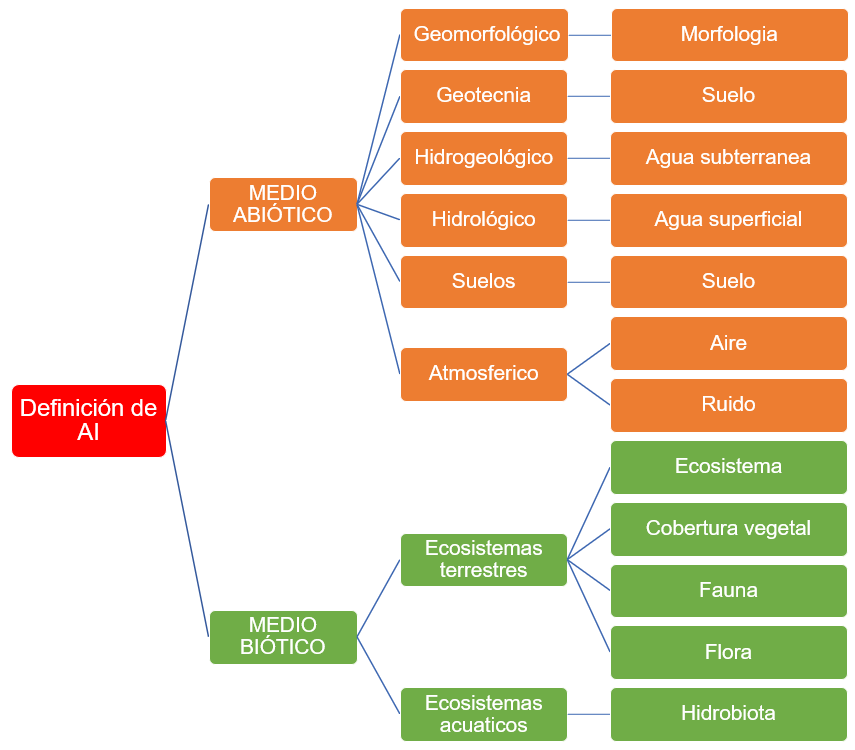 Geomorfológico
Morfologia
Geotecnia
Suelo
Hidrogeológico
Agua subterranea
MEDIO
ABIÓTICO
Hidrológico
Agua superficial
Suelos
Suelo
Atmosferico
Aire
Ruido
Definición de
AI
Ecosistema
Cobertura vegetal
Ecosistemas
terrestres
Fauna
Flora
MEDIO
BIÓTICO
Ecosistemas
acuaticos
Hidrobiota